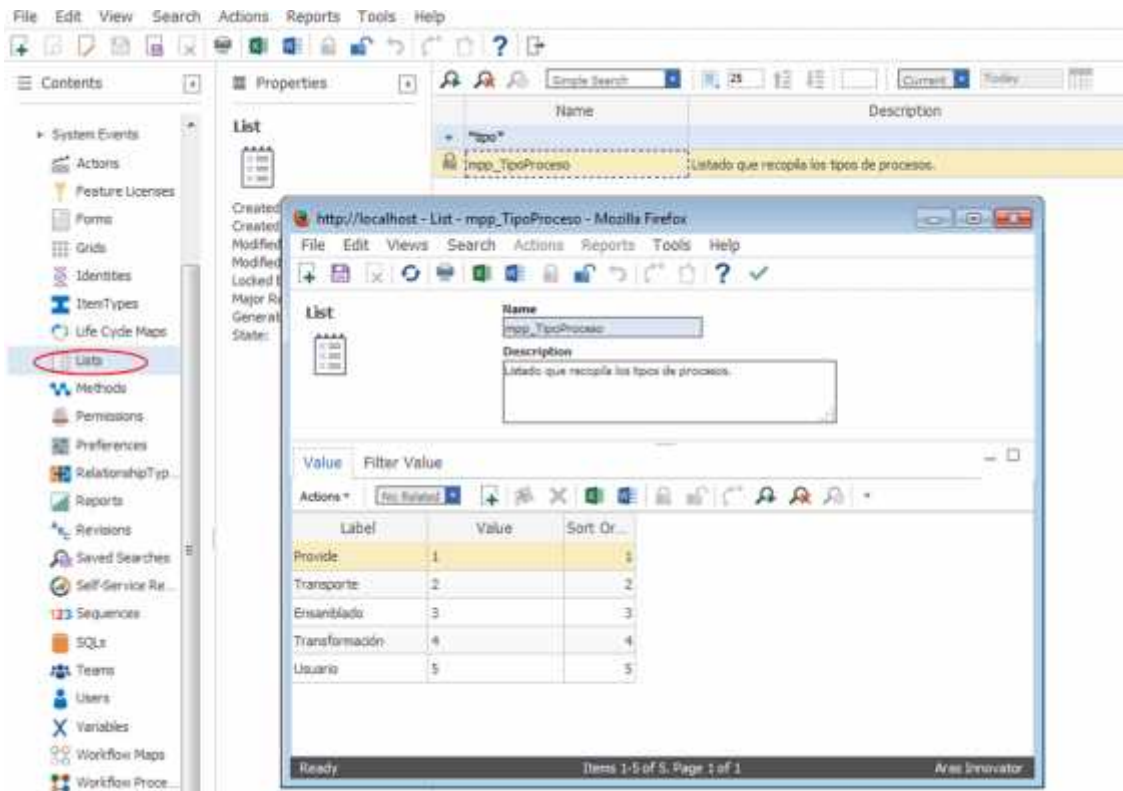 File Edit View Search Actions Reports Tools Help
Contents
Properties
Simple Search
25
Current
Today
Name
Description
*tipo*
mpp_TipoProceso
Listado que recopila los tipos de procesos.
System Events
Actions
Feature Licenses
Forms
Grids
Identities
ItemTypes
Life Cycle Maps
Lists
Methods
Permissions
Preferences
RelationshipTyp...
Reports
Revisions
Saved Searches
Self-Service Re...
Sequences
SQLs
Teams
Users
Variables
Workflow Maps
Workflow Proce...
List
Created
Created
Modified
Modified
Locked
Major R
Generat
State:
http://localhost - List - mpp_TipoProceso - Mozilla Firefox
File Edit Views Search Actions Reports Tools Help
List
Name
mpp_TipoProceso
Description
Listado que recopila los tipos de procesos.
Value Filter Value
Actions
No Related
Label Value Sort Or...
Provide 1 1
Transporte 2 2
Ensamblado 3 3
Transformación 4 4
Usuario 5 5
Ready
Items 1-5 of 5. Page 1 of 1
Aras Innovator